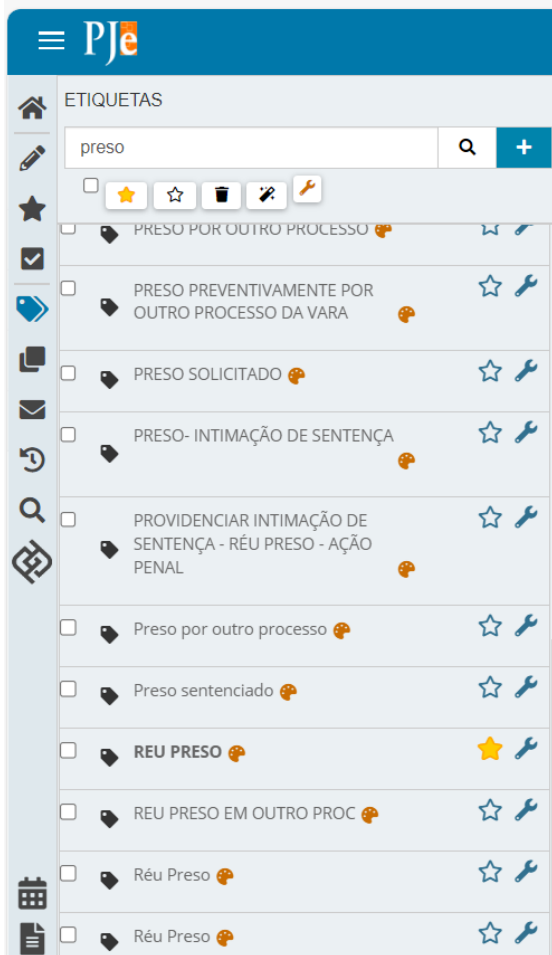 PJe
ETIQUETAS
preso
PRESO POR OUTRO PROCESSO
PRESO PREVENTIVAMENTE POR
OUTRO PROCESSO DA VARA
PRESO SOLICITADO
PRESO- INTIMAÇÃO DE SENTENÇA
PROVIDENCIAR INTIMAÇÃO DE
SENTENÇA - RÉU PRESO - AÇÃO
PENAL
Preso por outro processo
Preso sentenciado
REU PRESO
REU PRESO EM OUTRO PROC
Réu Preso
Réu Preso